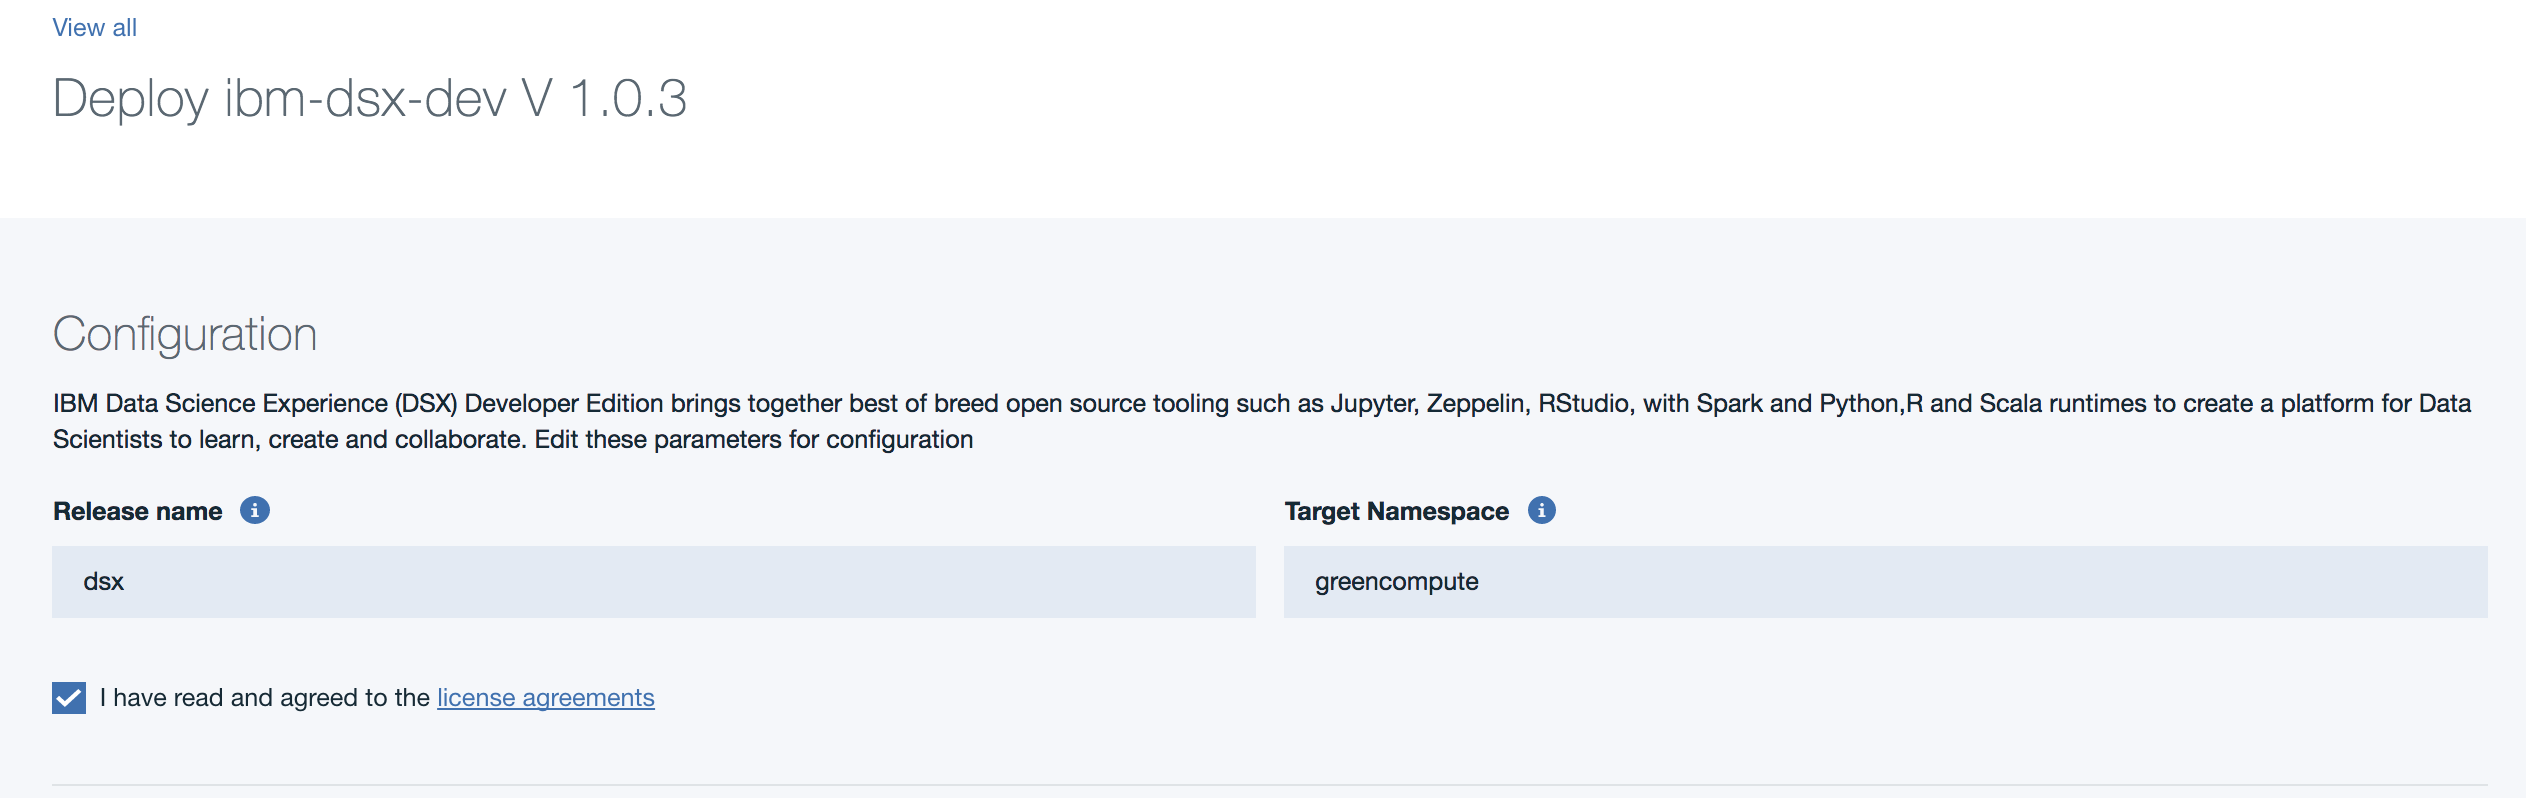 View all
Deploy ibm-dsx-dev V 1.0.3
Configuration
IBM Data Science Experience (DSX) Developer Edition brings together best of breed open source tooling such as Jupyter, Zeppelin, RStudio, with Spark and Python,R and Scala runtimes to create a platform for Data
Scientists to learn, create and collaborate. Edit these parameters for configuration
Release name i
Target Namespace i
dsx
greencompute
I have read and agreed to the license agreements